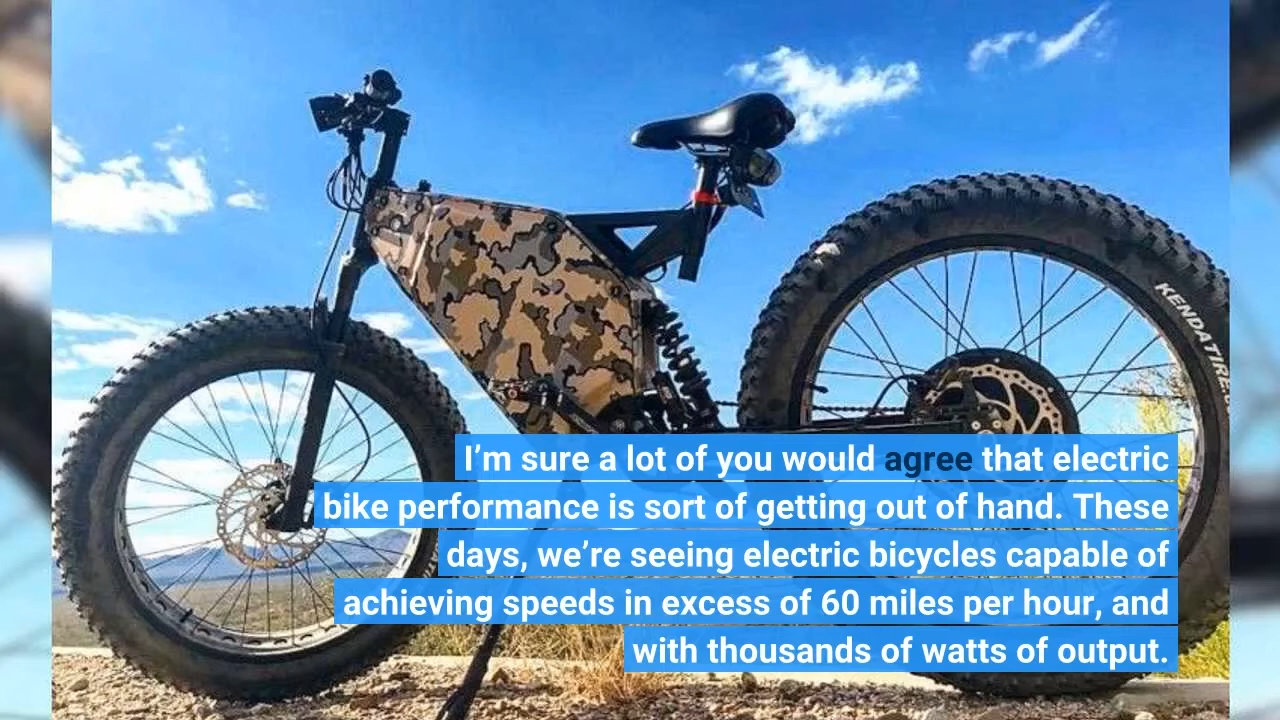 KENDATIRES
I’m sure a lot of you would agree that electric
bike performance is sort of getting out of hand. These
days, we’re seeing electric bicycles capable of
achieving speeds in excess of 60 miles per hour, and
with thousands of watts of output.